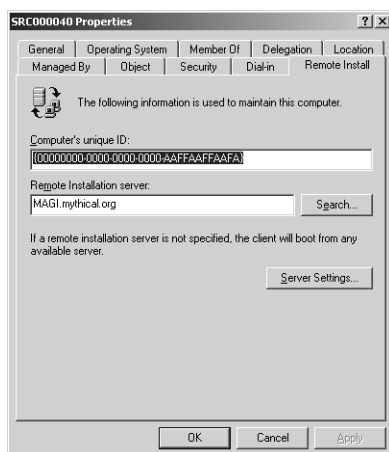 SRC000040 Properties
General Operating System Member Of Delegation Location
Managed By Object Security Dial-in Remote Install
The following information is used to maintain this computer.
Computer's unique ID:
{00000000-0000-0000-0000-AAFFAAFFAAFA}
Remote Installation server:
MAGI.mythical.org
Search...
If a remote installation server is not specified, the client will boot from any
available server.
Server Settings...
OK Cancel Apply